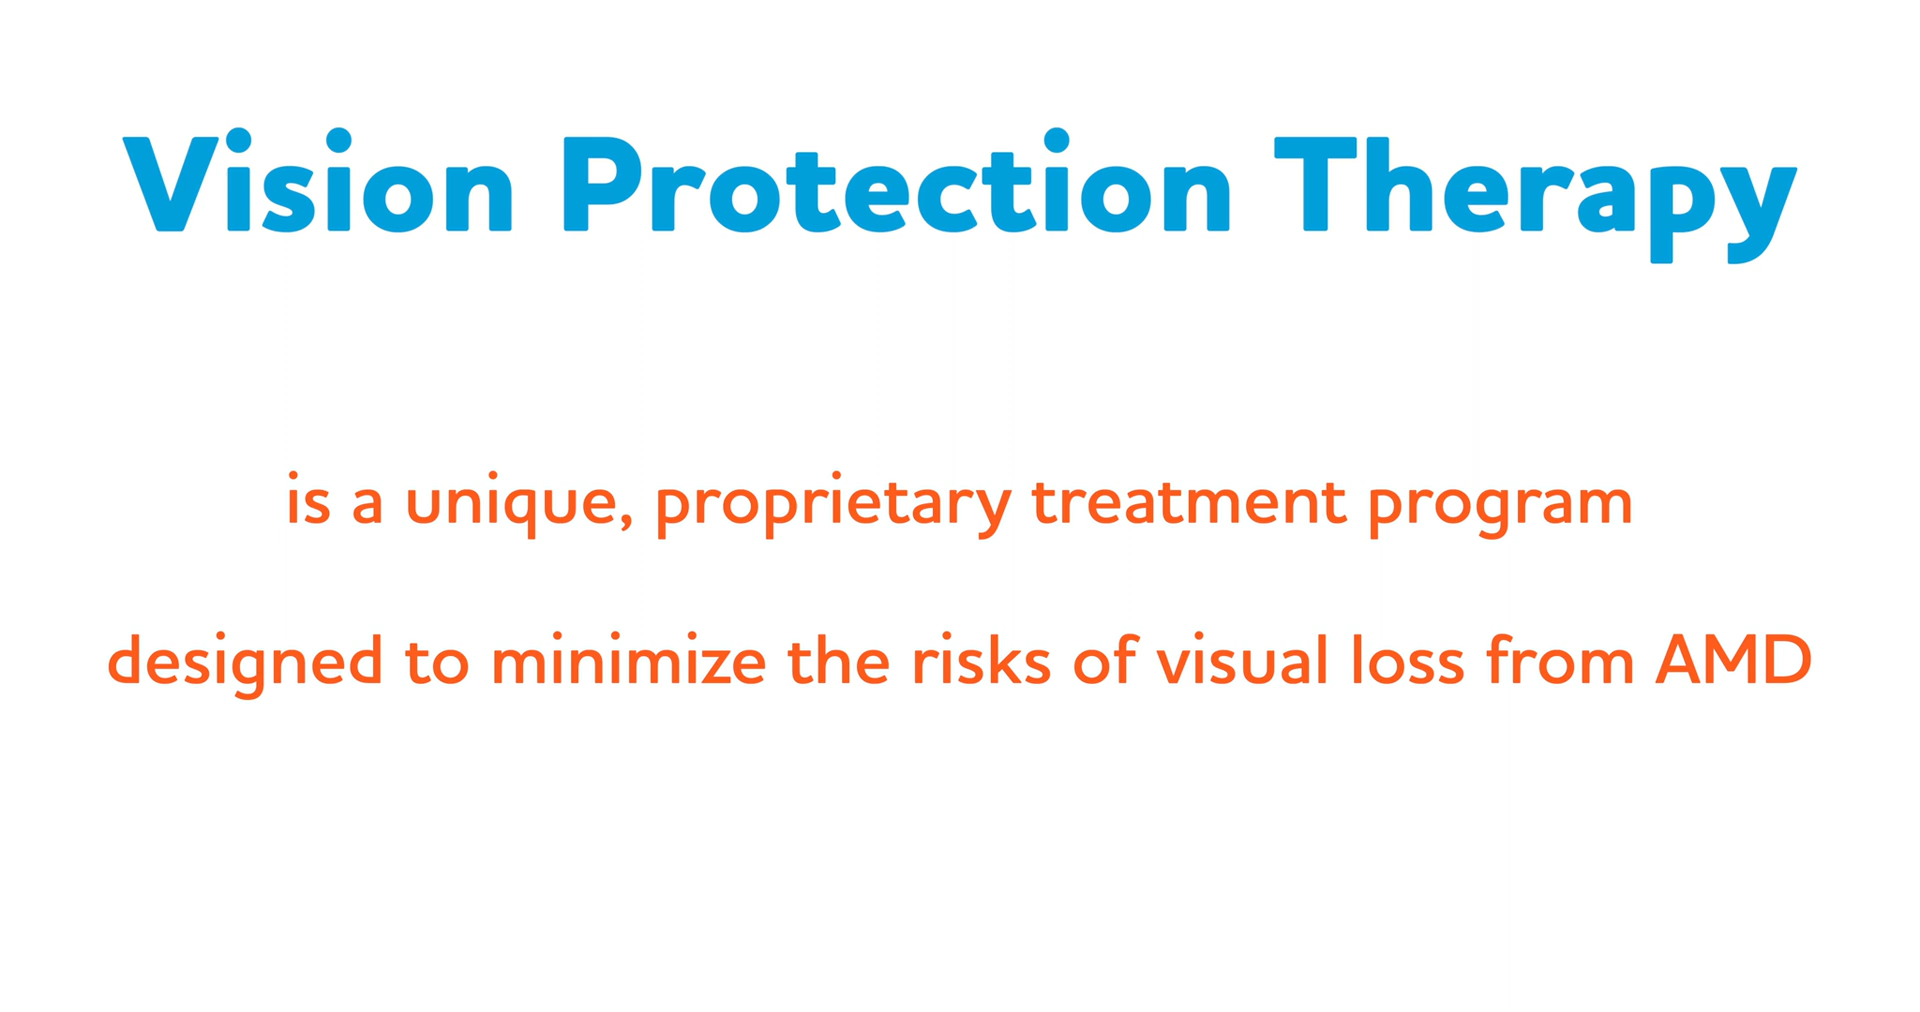 Vision Protection Therapy
is a unique, proprietary treatment program
designed to minimize the risks of visual loss from AMD